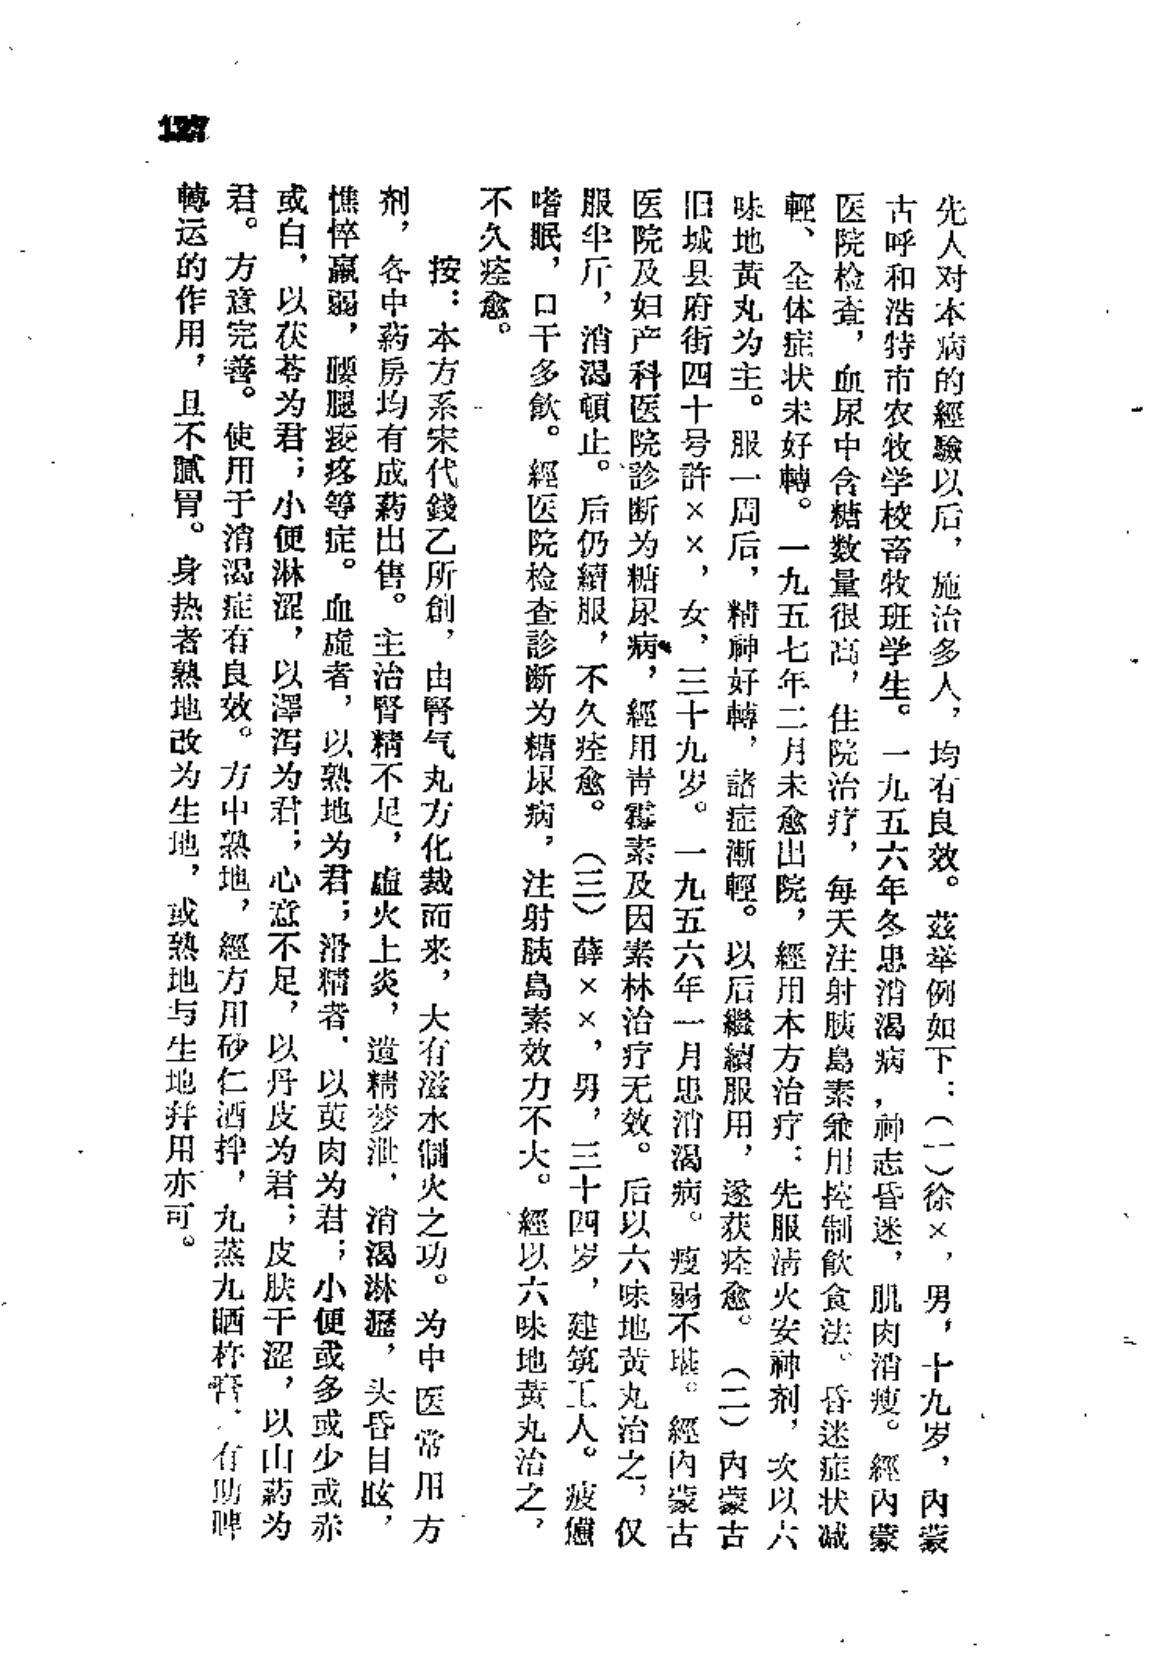 127
先人对本病的經驗以后，施治多人，均有良效。茲举例如下：（一）徐×，男，十九岁，内蒙
古呼和浩特市农牧学校畜牧班学生。一九五六年冬患消渴病，神志昏迷，肌肉消瘦。經内蒙
医院检查，血尿中含糖数量很高，住院治疗，每天注射胰島素兼用控制飲食法。昏迷症状减
輕、全体症状未好轉。一九五七年二月未愈出院，經用本方治疗：先服淸火安神剂，次以六
味地黃丸为主。服一周后，精神好轉，諸症漸輕。以后繼續服用，遂获痊愈。（二）内蒙古
旧城县府街四十号許××，女，三十九岁。一九五六年一月患消渴病。瘦弱不堪。經内蒙古
医院及妇产科医院診断为糖尿病，經用青霉素及因素林治疗无效。后以六味地黃丸治之，仅
服半斤，消渴頓止。后仍續服，不久痊愈。（三）薛××，男，三十四岁，建筑工人。疲憊
嗜眠，口干多飲。經医院检查診断为糖尿病，注射胰島素效力不大。經以六味地黃丸治之，
不久痊愈。
按：本方系宋代錢乙所創，由腎气丸方化裁而来，大有滋水制火之功。为中医常用方
剂，各中葯房均有成葯出售。主治腎精不足，虛火上炎，遺精梦泄，消渴淋瀝，头昏目眩，
憔悴羸弱，腰腿痠疼等症。血虛者，以熟地为君；滑精者，以萸肉为君；小便或多或少或赤
或白，以茯苓为君；小便淋涩，以澤泻为君；心意不足，以丹皮为君；皮肤干涩，以山葯为
君。方意完善。使用于消渴症有良效。方中熟地，經方用砂仁酒拌，九蒸九晒杵膏，有助脾
轉运的作用，且不膩胃。身热者熟地改为生地，或熟地与生地幷用亦可。